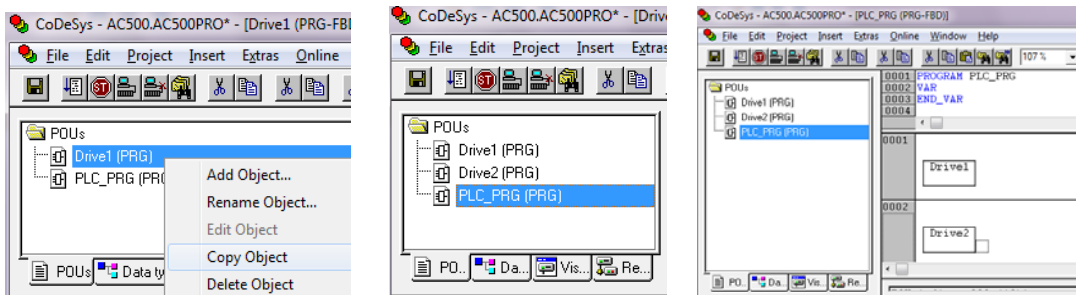 CoDeSys - AC500.AC500PRO* - [Drive1 (PRG-FBD
File Edit Project Insert Extras Online
POUs
Drive1 (PRG)
PLC_PRG (PRG
Add Object...
Rename Object...
Edit Object
Copy Object
Delete Object
POUs Data ty
CoDeSys - AC500.AC500PRO* - [Drive
File Edit Project Insert Extras
POUs
Drive1 (PRG)
Drive2 (PRG)
PLC_PRG (PRG)
PO... Da... Vis... Re...
CoDeSys - AC500.AC500PRO* - [PLC_PRG (PRG-FBD)]
File Edit Project Insert Extras Online Window Help
107 %
POUs
Drive1 (PRG)
Drive2 (PRG)
PLC_PRG (PRG)
0001 PROGRAM PLC_PRG
0002 VAR
0003 END_VAR
0004
0001
Drive1
0002
Drive2
PO... Da... Vis... Re...